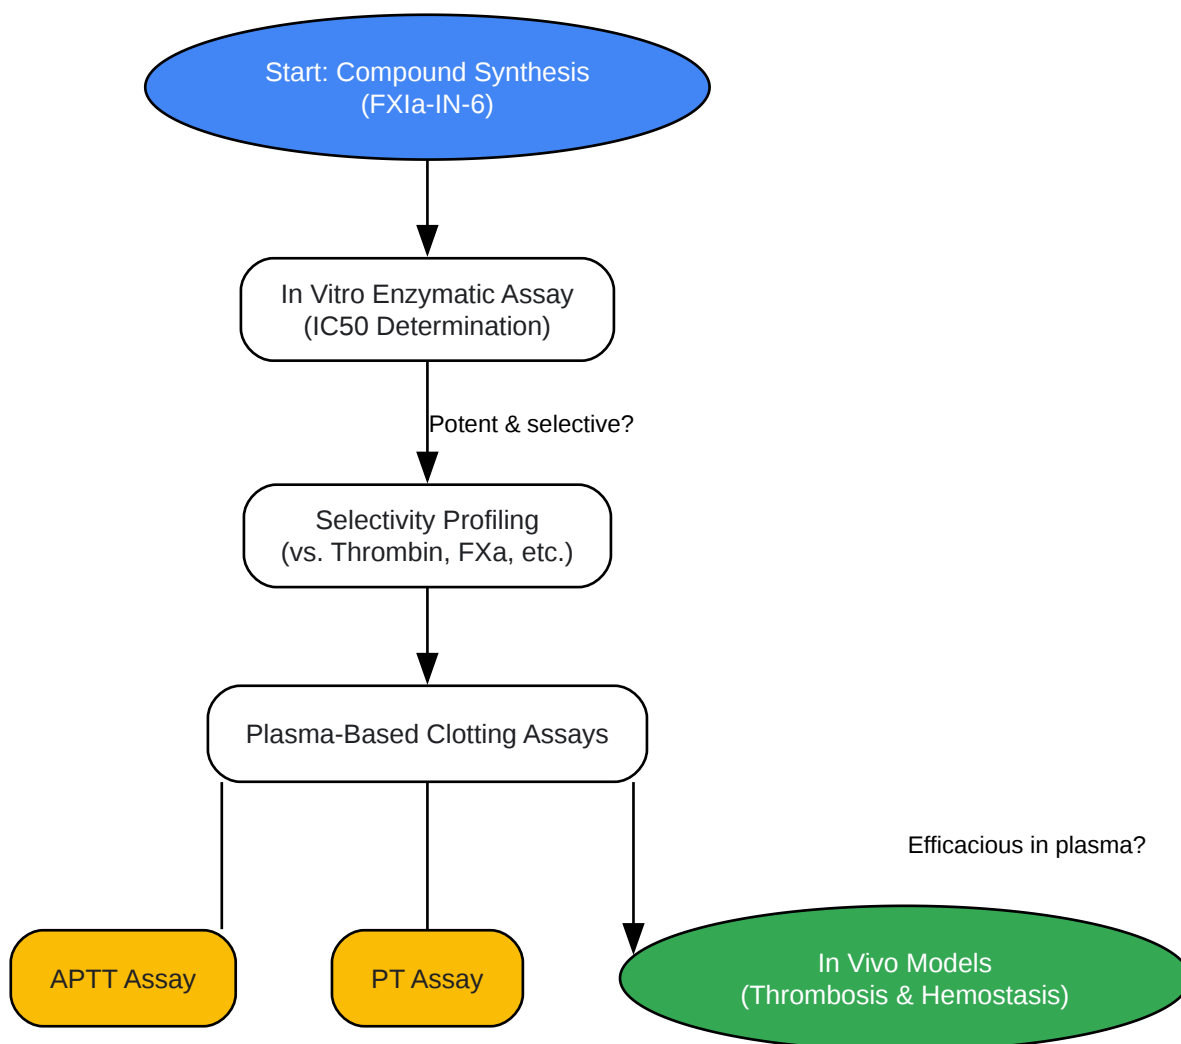 Start: Compound Synthesis
(FXIa-IN-6)
In Vitro Enzymatic Assay
(IC50 Determination)
Potent & selective?
Selectivity Profiling
(vs. Thrombin, FXa, etc.)
Plasma-Based Clotting Assays
Efficacious in plasma?
APTT Assay
PT Assay
In Vivo Models
(Thrombosis & Hemostasis)